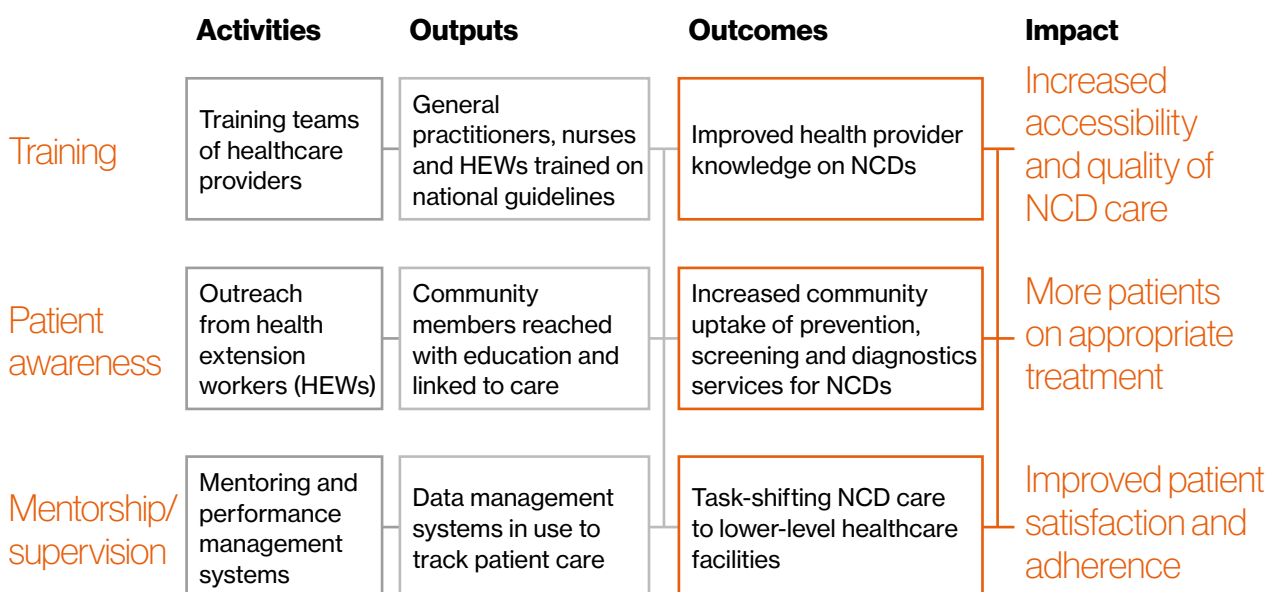 Activities
Outputs
Outcomes
Impact
Training
Training teams
of healthcare
providers
General
practitioners, nurses
and HEWs trained on
national guidelines
Improved health provider
knowledge on NCDs
Increased
accessibility
and quality of
NCD care
Patient
awareness
Outreach
from health
extension
workers (HEWs)
Community
members reached
with education and
linked to care
Increased community
uptake of prevention,
screening and diagnostics
services for NCDs
More patients
on appropriate
treatment
Mentorship/
supervision
Mentoring and
performance
management
systems
Data management
systems in use to
track patient care
Task-shifting NCD care
to lower-level healthcare
facilities
Improved patient
satisfaction and
adherence